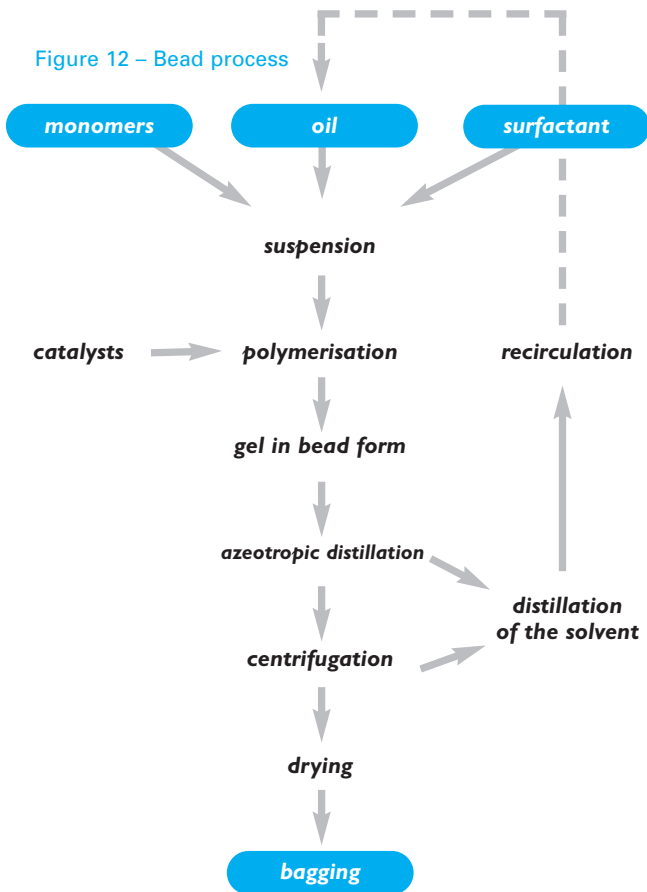 Figure 12 – Bead process
monomers
oil
surfactant
suspension
catalysts
polymerisation
recirculation
gel in bead form
azeotropic distillation
distillation
of the solvent
centrifugation
drying
bagging